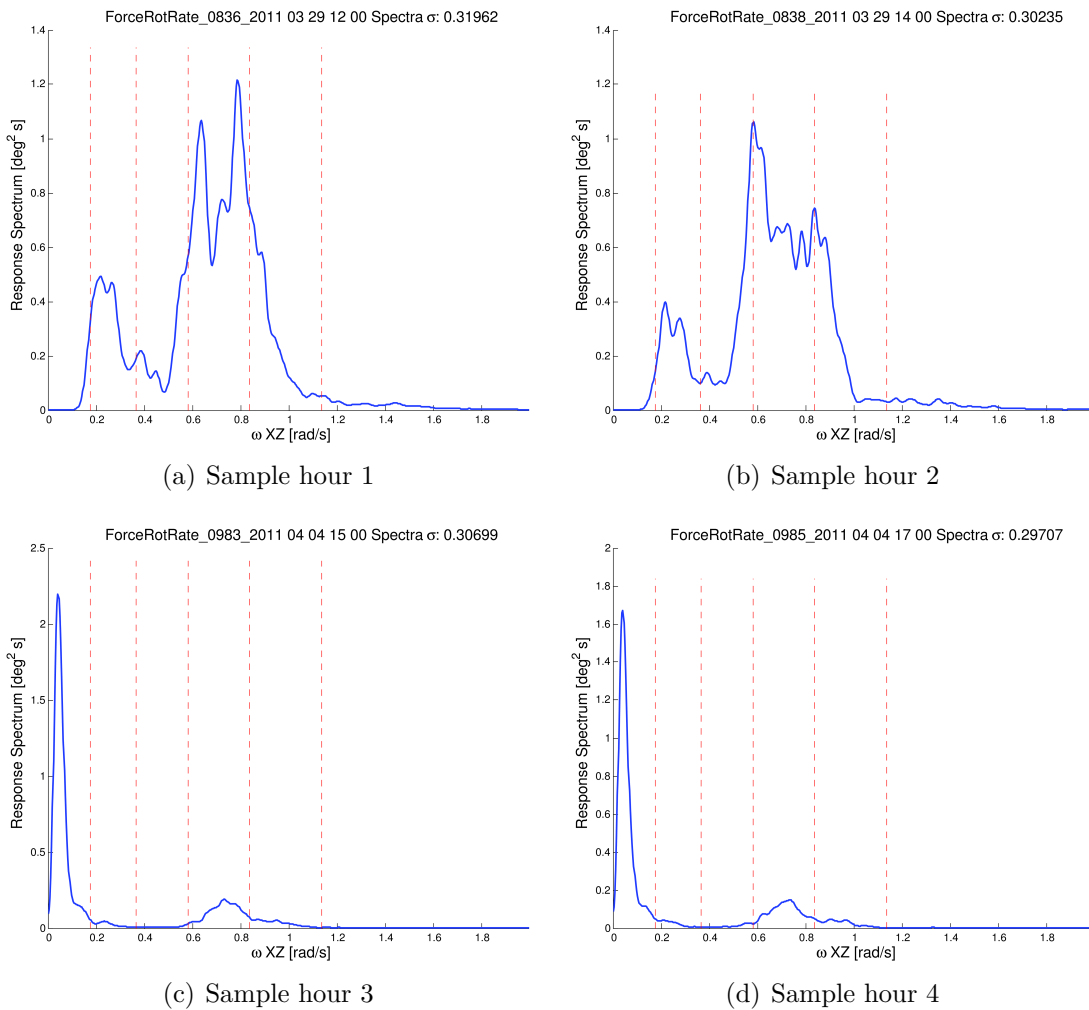 ForceRotRate_0836_2011 03 29 12 00 Spectra σ: 0.31962
1.4
1.2
1
0.8
0.6
0.4
0.2
0
Response Spectrum [deg² s]
0 0.2 0.4 0.6 0.8 1 1.2 1.4 1.6 1.8
ω XZ [rad/s]
(a) Sample hour 1
ForceRotRate_0838_2011 03 29 14 00 Spectra σ: 0.30235
1.4
1.2
1
0.8
0.6
0.4
0.2
0
Response Spectrum [deg² s]
0 0.2 0.4 0.6 0.8 1 1.2 1.4 1.6 1.8
ω XZ [rad/s]
(b) Sample hour 2
ForceRotRate_0983_2011 04 04 15 00 Spectra σ: 0.30699
2.5
2
1.5
1
0.5
0
Response Spectrum [deg² s]
0 0.2 0.4 0.6 0.8 1 1.2 1.4 1.6 1.8
ω XZ [rad/s]
(c) Sample hour 3
ForceRotRate_0985_2011 04 04 17 00 Spectra σ: 0.29707
2
1.8
1.6
1.4
1.2
1
0.8
0.6
0.4
0.2
0
Response Spectrum [deg² s]
0 0.2 0.4 0.6 0.8 1 1.2 1.4 1.6 1.8
ω XZ [rad/s]
(d) Sample hour 4